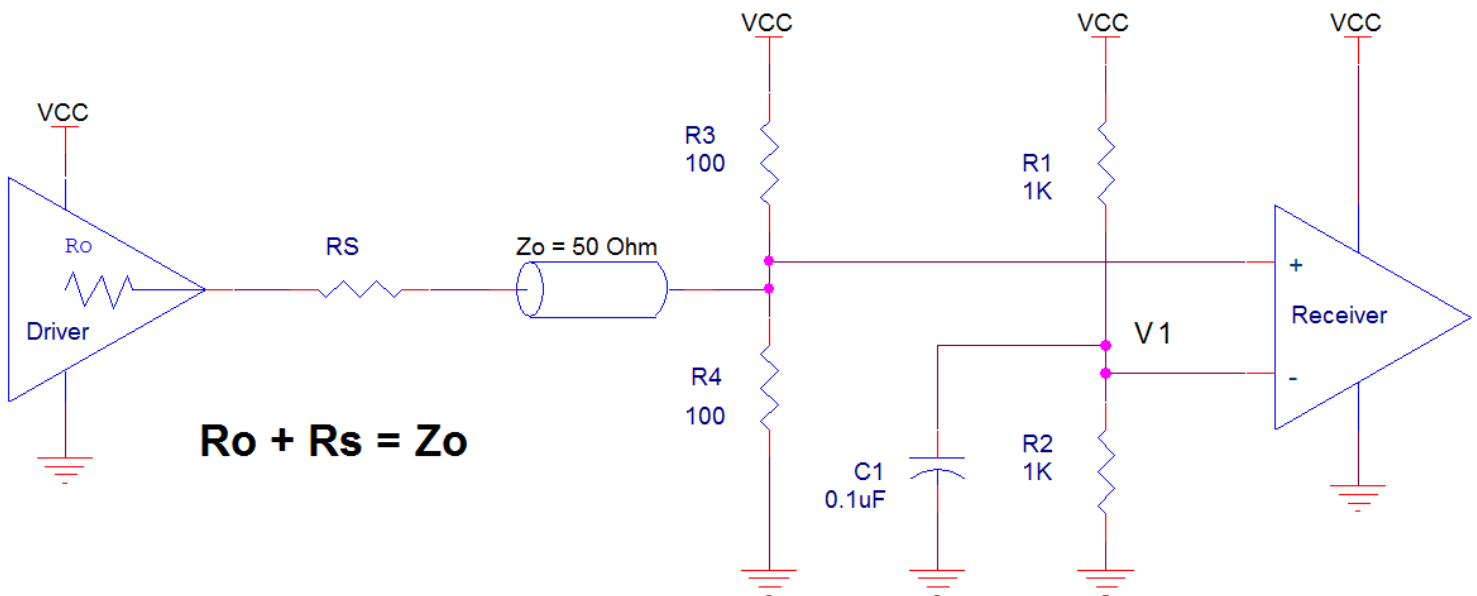 VCC
VCC
VCC
VCC
R3
100
R1
1K
Ro
RS
Zo = 50 Ohm
+
Driver
Receiver
V1
R4
100
-
Ro + Rs = Zo
C1
0.1uF
R2
1K